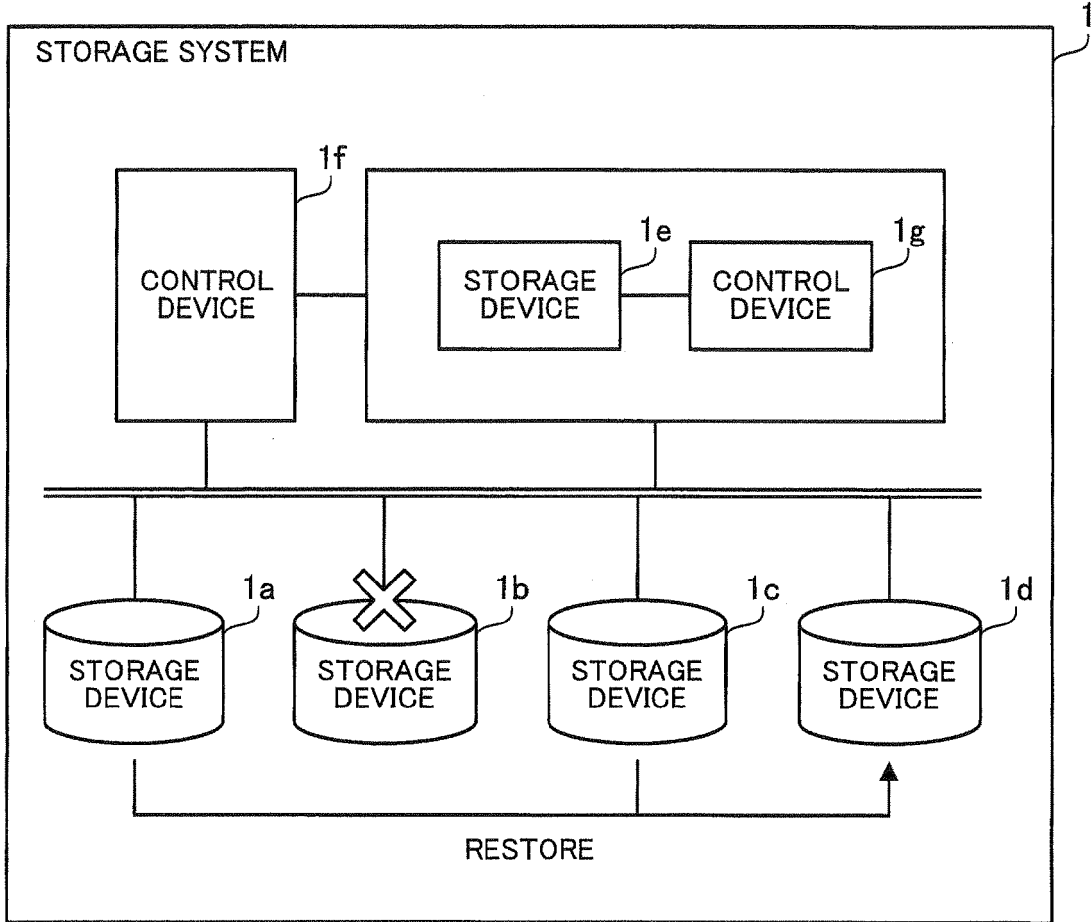 1
STORAGE SYSTEM
1f
CONTROL
DEVICE
1e
STORAGE
DEVICE
1g
CONTROL
DEVICE
1a
STORAGE
DEVICE
1b
STORAGE
DEVICE
1c
STORAGE
DEVICE
1d
STORAGE
DEVICE
RESTORE